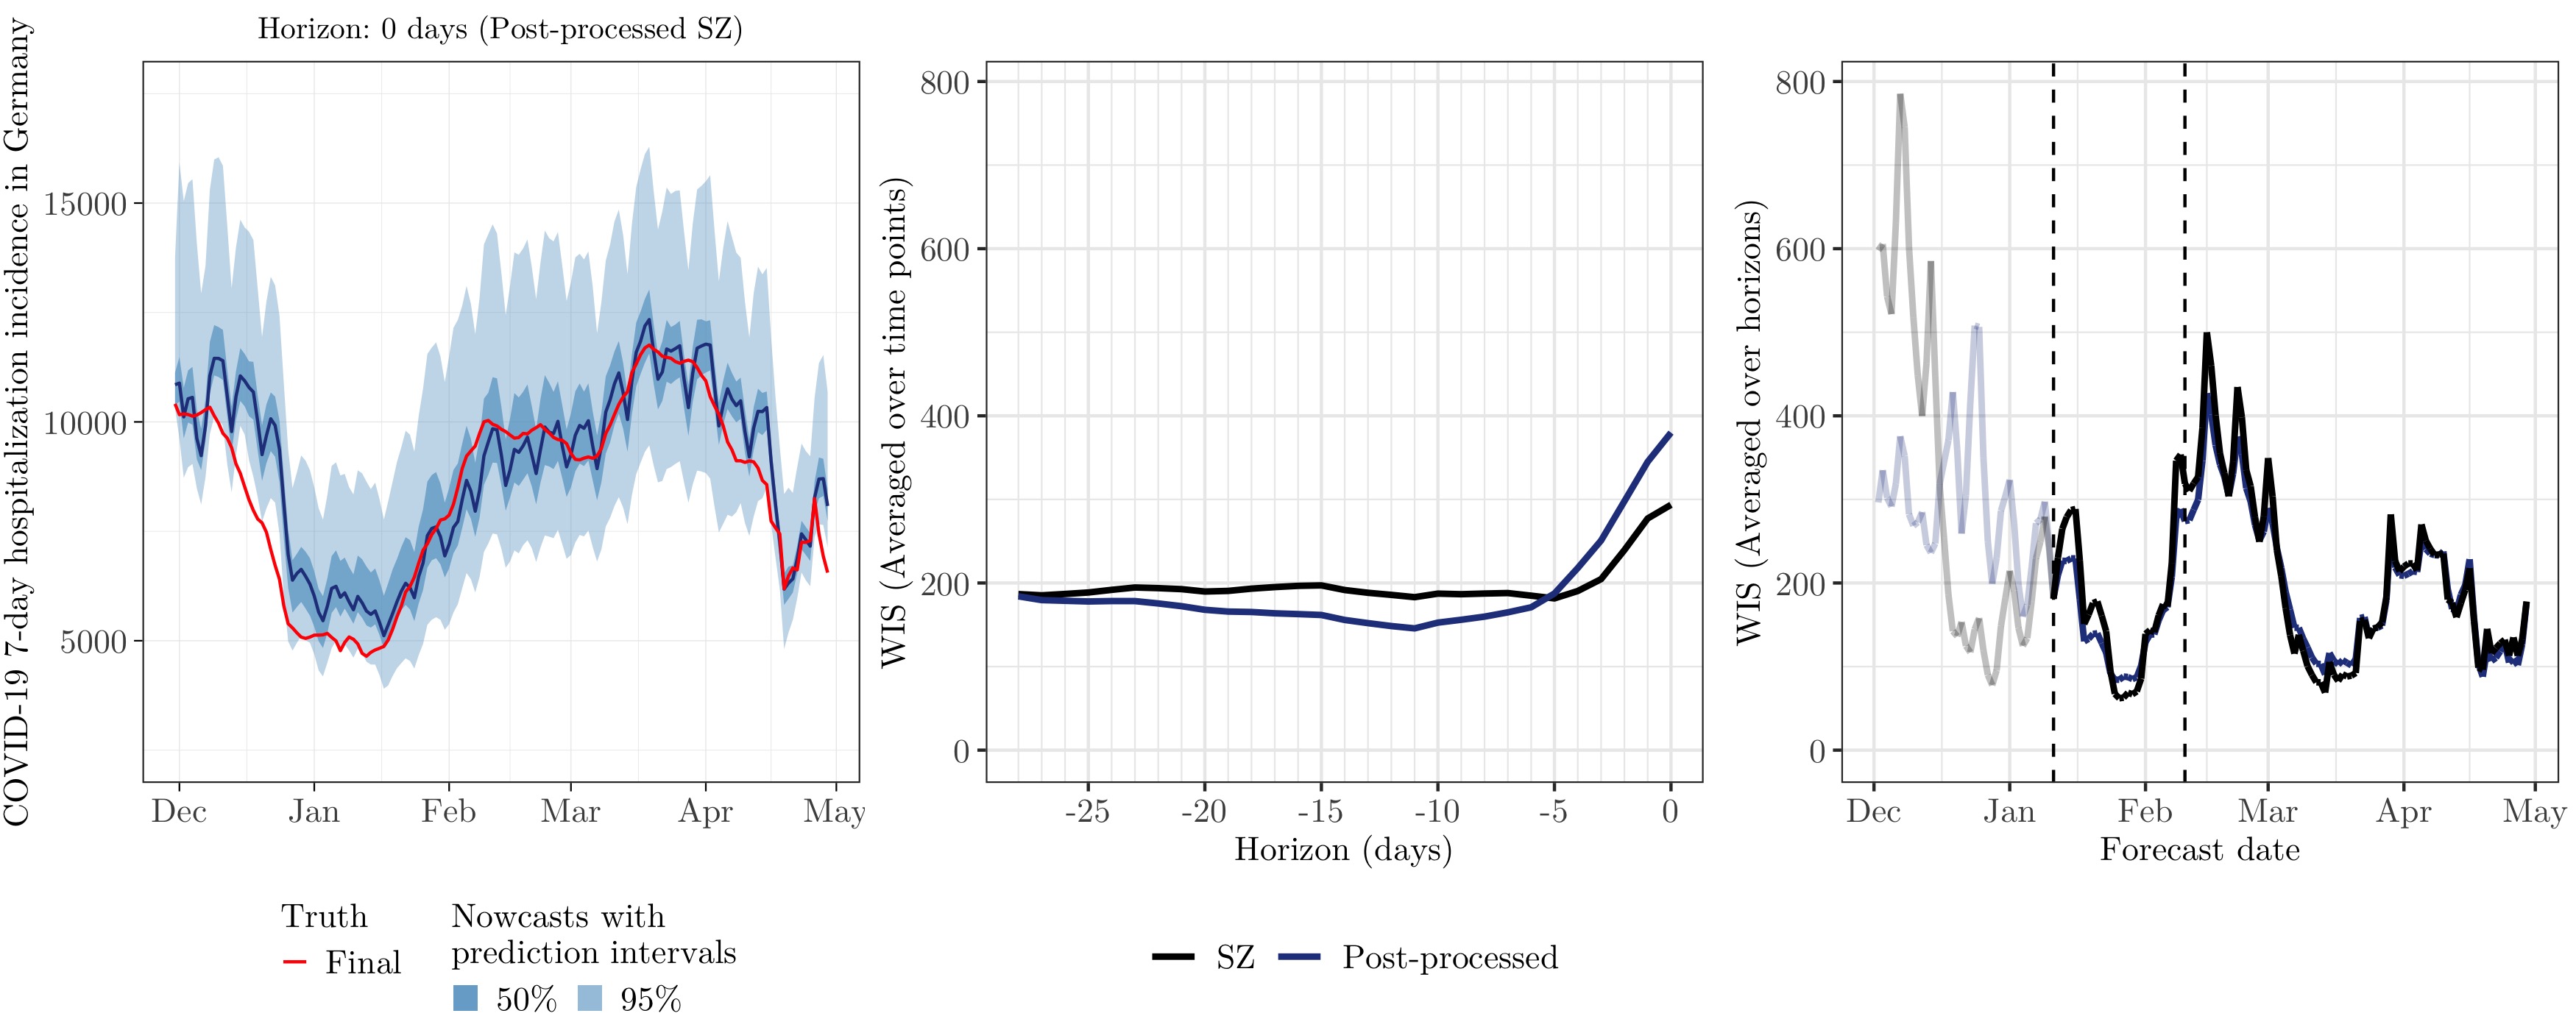 Horizon: 0 days (Post-processed SZ)
COVID-19 7-day hospitalization incidence in Germany
15000
10000
5000
Dec Jan Feb Mar Apr May
Truth
Final
Nowcasts with
prediction intervals
50% 95%
WIS (Averaged over time points)
800
600
400
200
0
-25 -20 -15 -10 -5 0
Horizon (days)
SZ Post-processed
WIS (Averaged over horizons)
800
600
400
200
0
Dec Jan Feb Mar Apr May
Forecast date